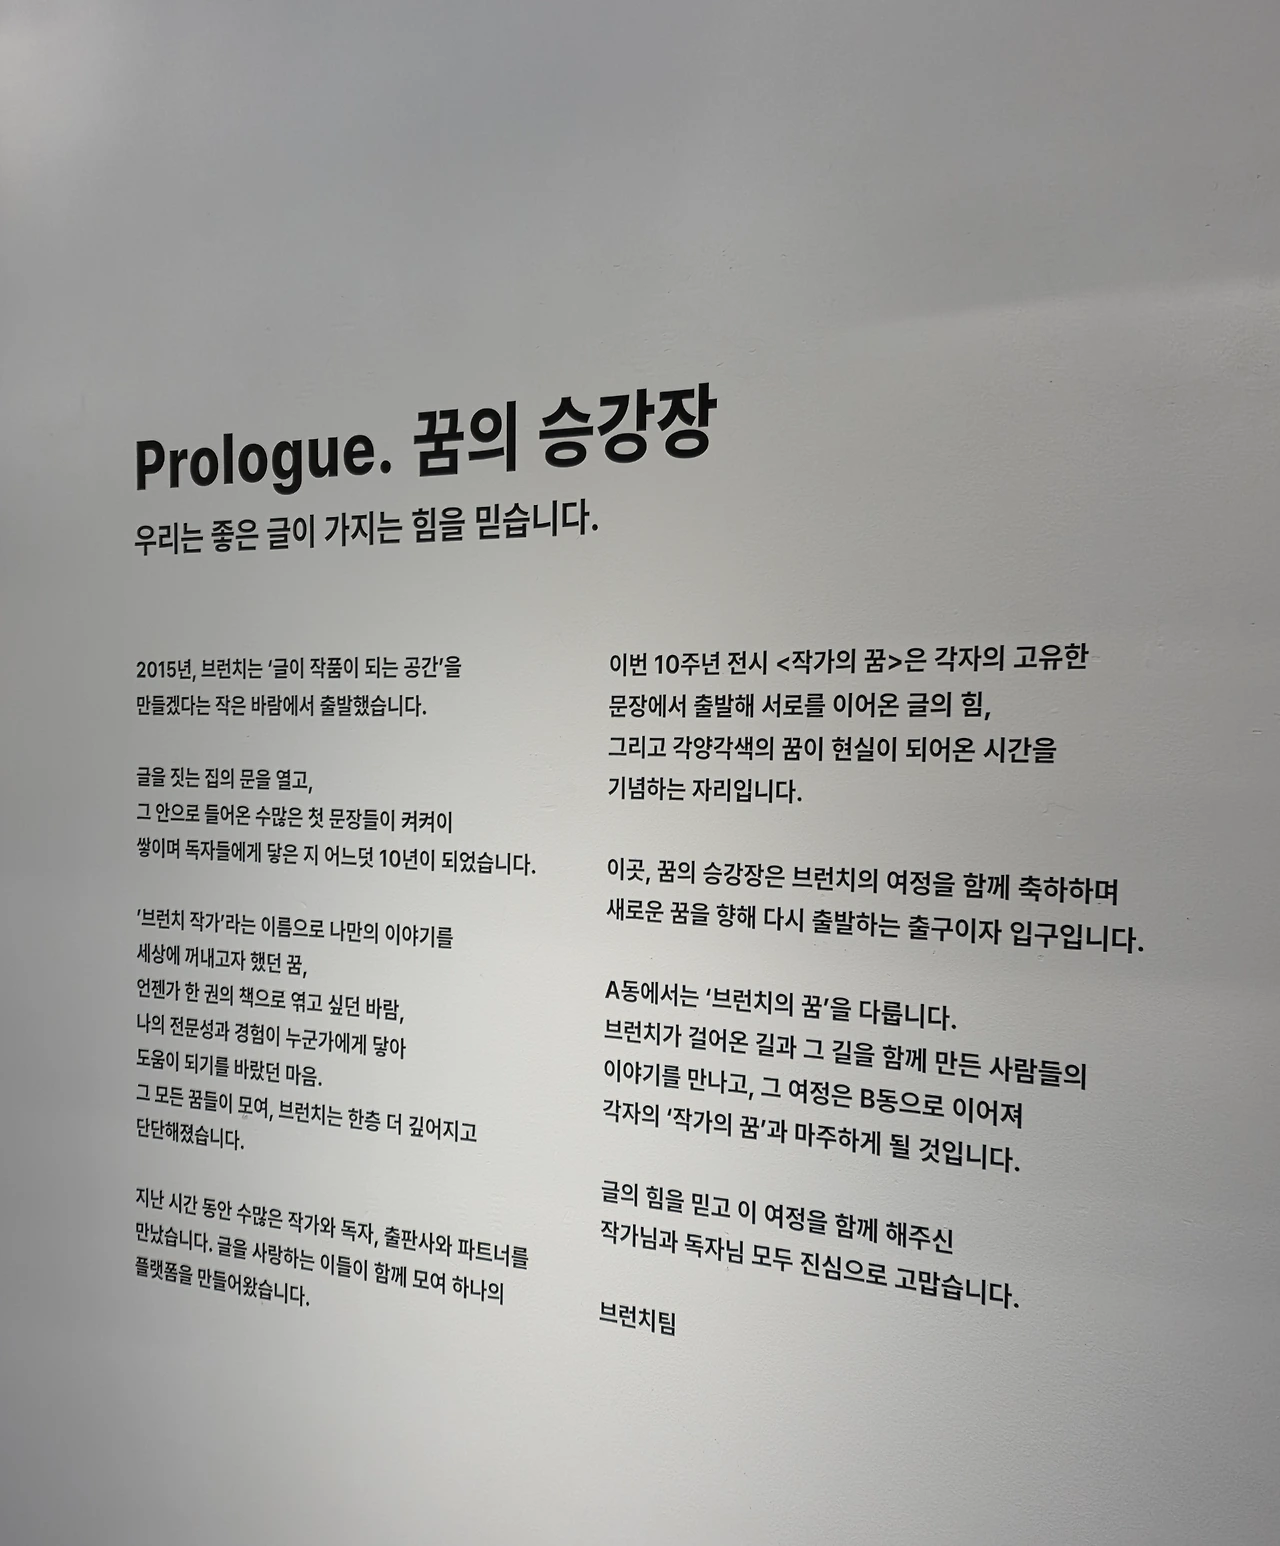 Prologue. 꿈의 승강장
우리는 좋은 글이 가지는 힘을 믿습니다.
2015년, 브런치는 ‘글이 작품이 되는 공간’을
만들겠다는 작은 바람에서 출발했습니다.
글을 짓는 집의 문을 열고,
그 안으로 들어온 수많은 첫 문장들이 켜켜이
쌓이며 독자들에게 닿은 지 어느덧 10년이 되었습니다.
’브런치 작가’라는 이름으로 나만의 이야기를
세상에 꺼내고자 했던 꿈,
언젠가 한 권의 책으로 엮고 싶던 바람,
나의 전문성과 경험이 누군가에게 닿아
도움이 되기를 바랐던 마음.
그 모든 꿈들이 모여, 브런치는 한층 더 깊어지고
단단해졌습니다.
지난 시간 동안 수많은 작가와 독자, 출판사와 파트너를
만났습니다. 글을 사랑하는 이들이 함께 모여 하나의
플랫폼을 만들어왔습니다.
이번 10주년 전시 <작가의 꿈>은 각자의 고유한
문장에서 출발해 서로를 이어온 글의 힘,
그리고 각양각색의 꿈이 현실이 되어온 시간을
기념하는 자리입니다.
이곳, 꿈의 승강장은 브런치의 여정을 함께 축하하며
새로운 꿈을 향해 다시 출발하는 출구이자 입구입니다.
A동에서는 ‘브런치의 꿈’을 다룹니다.
브런치가 걸어온 길과 그 길을 함께 만든 사람들의
이야기를 만나고, 그 여정은 B동으로 이어져
각자의 ‘작가의 꿈’과 마주하게 될 것입니다.
글의 힘을 믿고 이 여정을 함께 해주신
작가님과 독자님 모두 진심으로 고맙습니다.
브런치팀